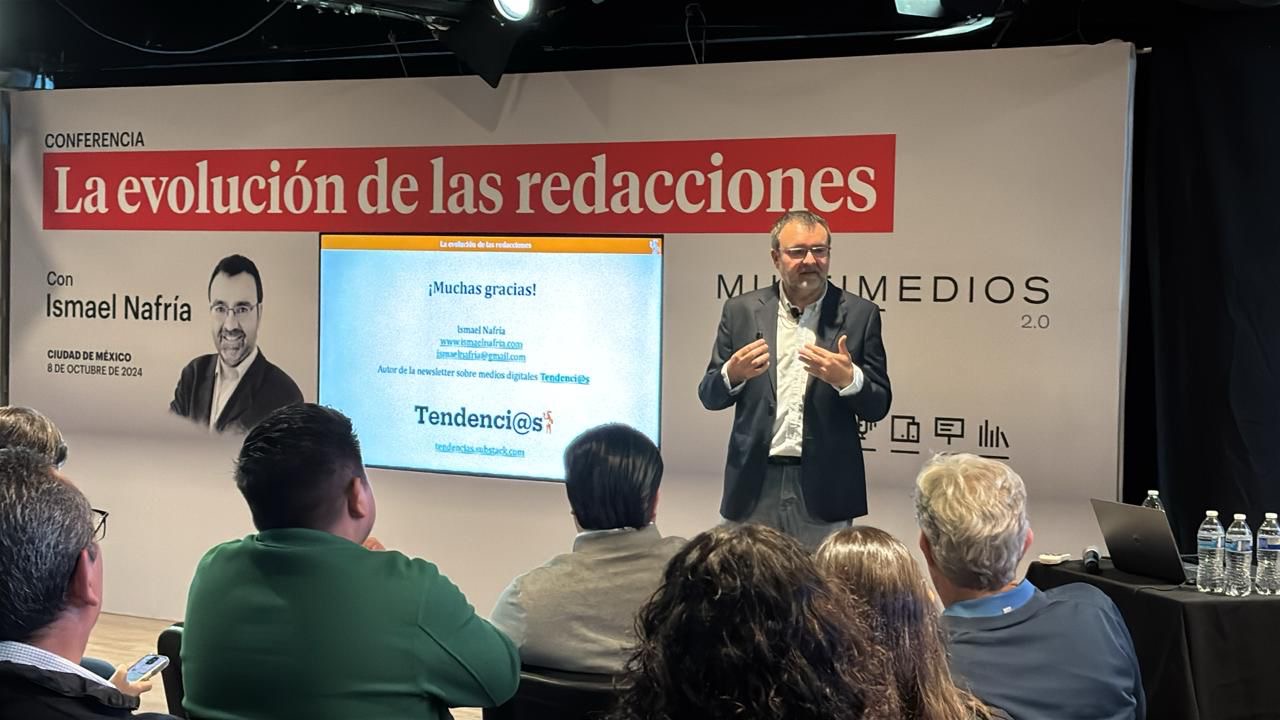 CONFERENCIA
La evolución de las redacciones
Con
Ismael Nafría
CIUDAD DE MÉXICO
8 DE OCTUBRE DE 2024
La evolución de las redacciones
¡Muchas gracias!
Ismael Nafría
www.ismaelnafria.com
ismaelnafria@gmail.com
Autor de la newsletter sobre medios digitales Tendenci@s
Tendenci@s
tendencias.substack.com
MU IMEDIOS
2.0